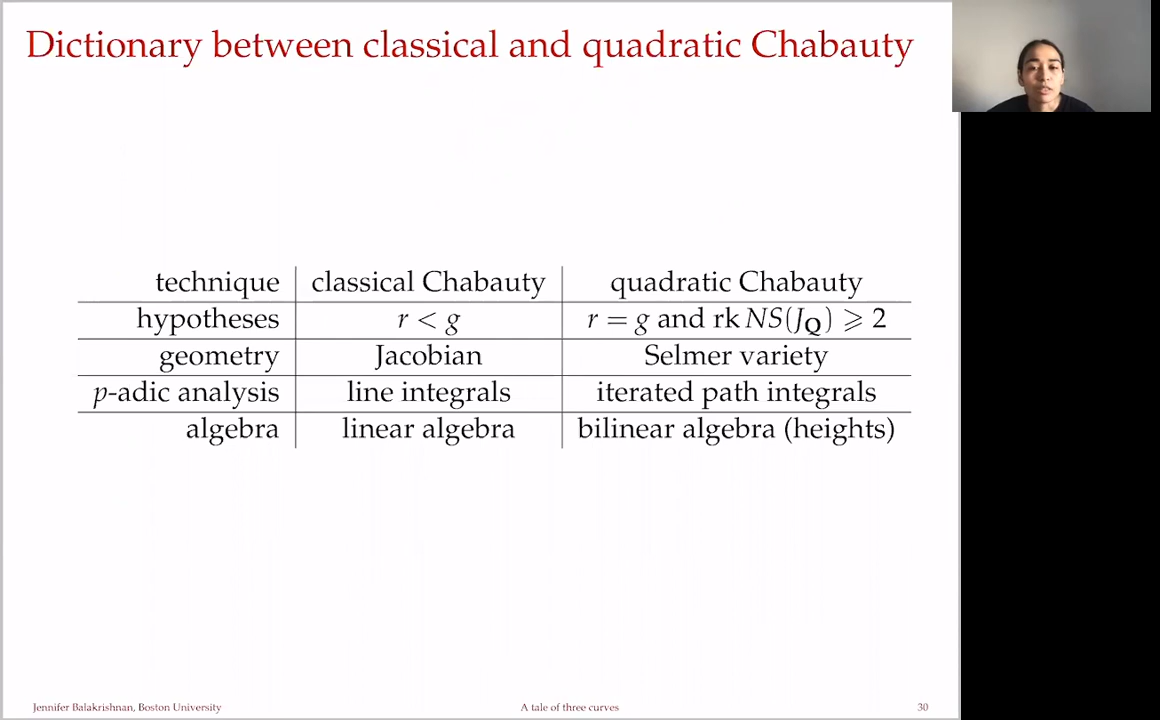 Dictionary between classical and quadratic Chabauty
technique classical Chabauty quadratic Chabauty
hypotheses r < g r = g and rk NS(J_Q) ⩾ 2
geometry Jacobian Selmer variety
p-adic analysis line integrals iterated path integrals
algebra linear algebra bilinear algebra (heights)
Jennifer Balakrishnan, Boston University A tale of three curves 30